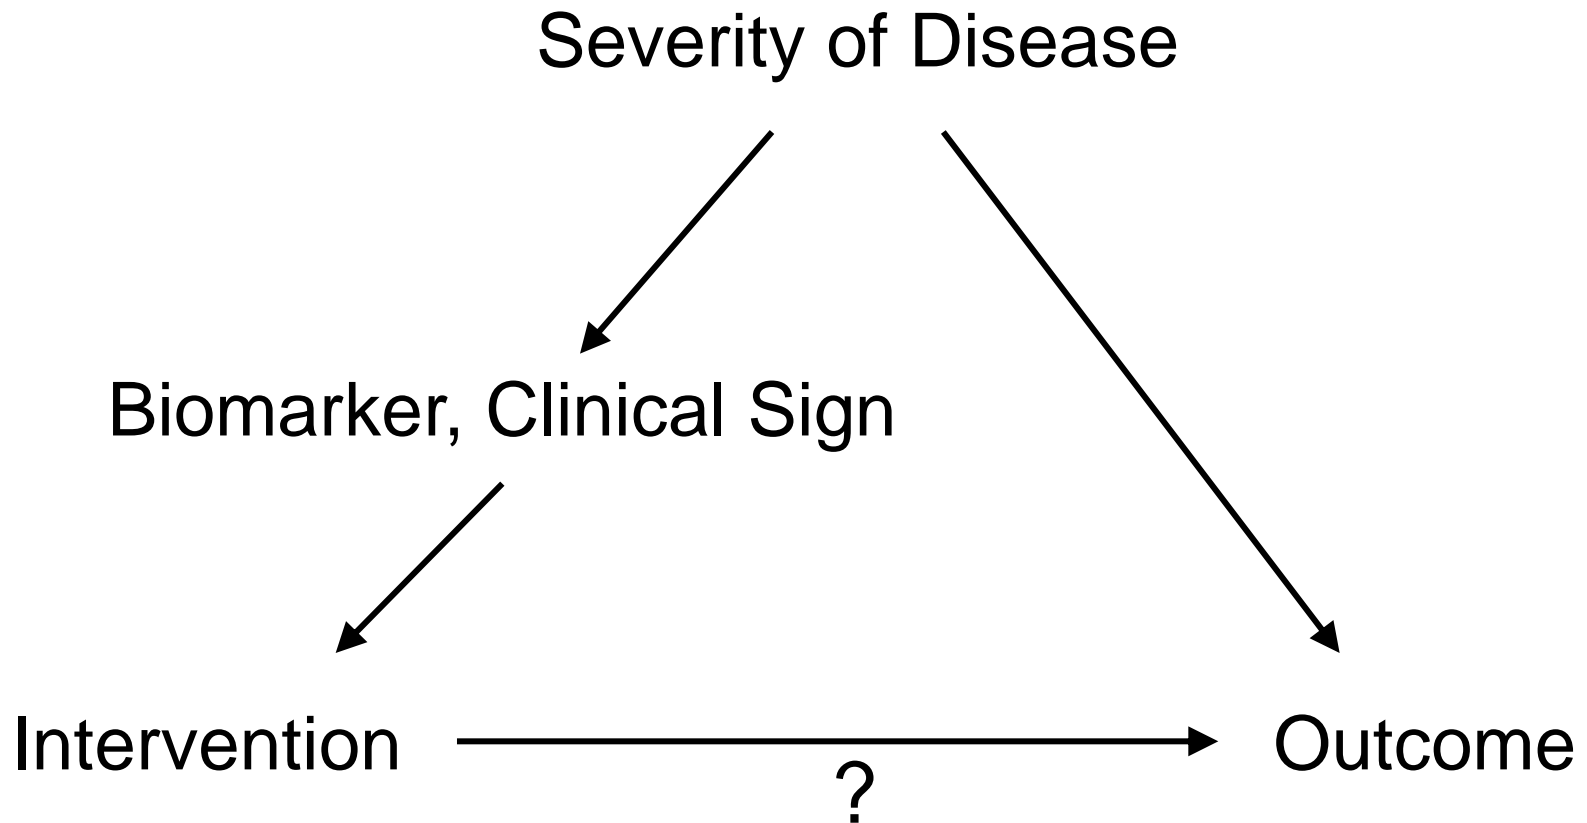 Severity of Disease
Biomarker, Clinical Sign
Intervention
Outcome
?